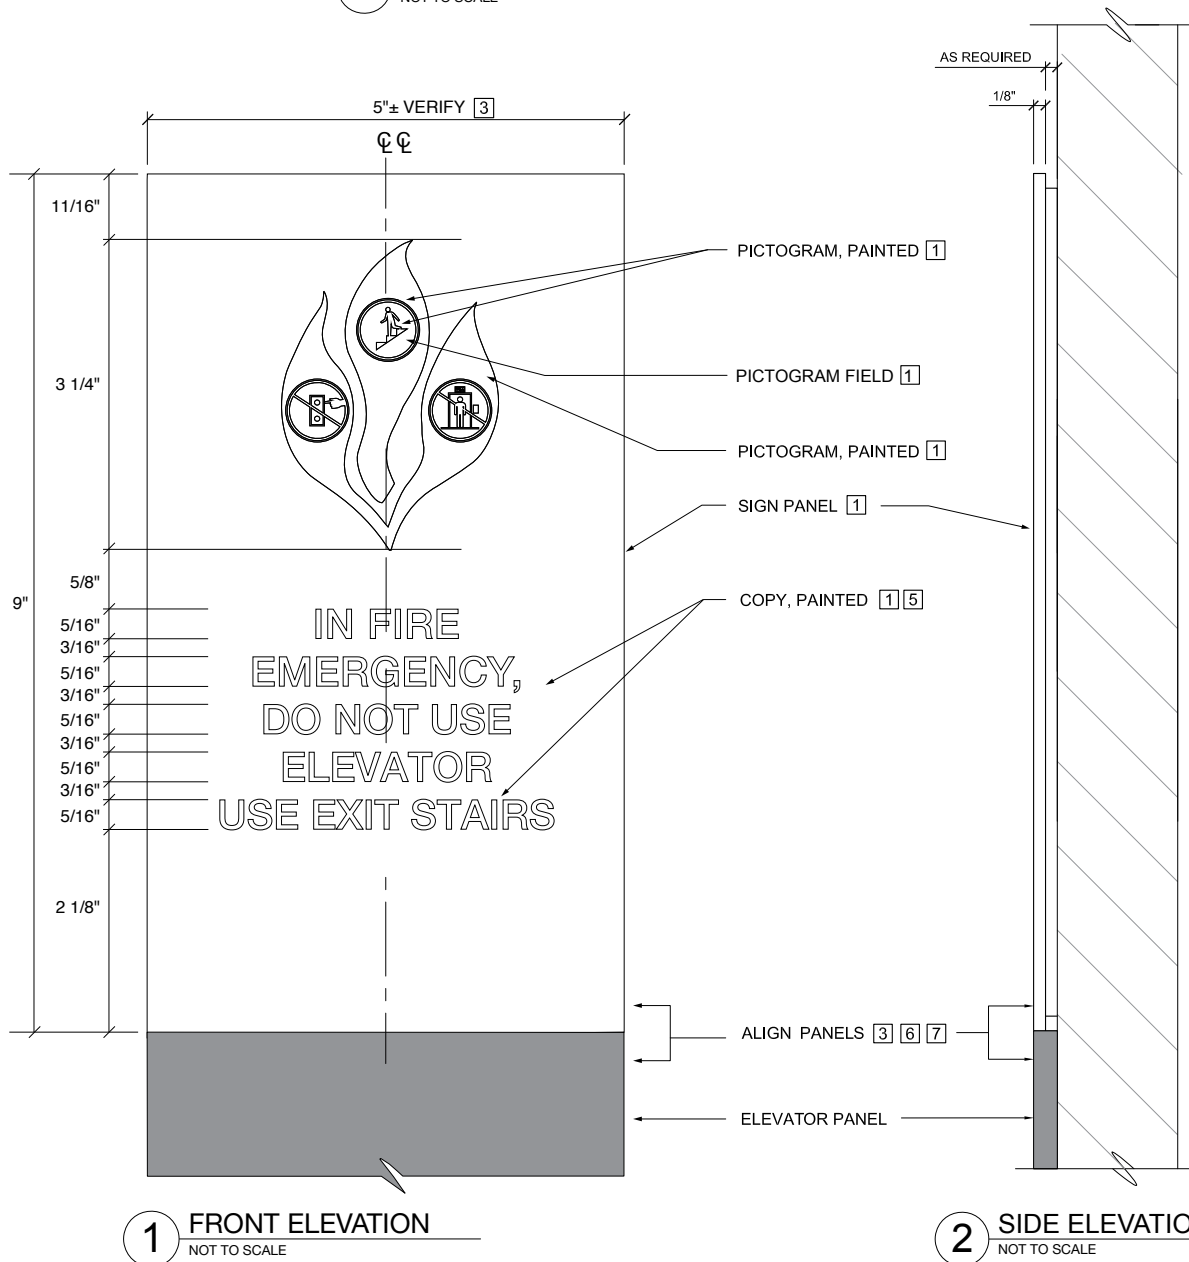 NOT TO SCALE
AS REQUIRED
1/8"
5"± VERIFY 3
℄ ℄
11/16"
3 1/4"
5/8"
9"
5/16"
3/16"
5/16"
3/16"
5/16"
3/16"
5/16"
3/16"
5/16"
2 1/8"
IN FIRE
EMERGENCY,
DO NOT USE
ELEVATOR
USE EXIT STAIRS
PICTOGRAM, PAINTED 1
PICTOGRAM FIELD 1
PICTOGRAM, PAINTED 1
SIGN PANEL 1
COPY, PAINTED 1 5
ALIGN PANELS 3 6 7
ELEVATOR PANEL
1 FRONT ELEVATION
NOT TO SCALE
2 SIDE ELEVATIO
NOT TO SCALE